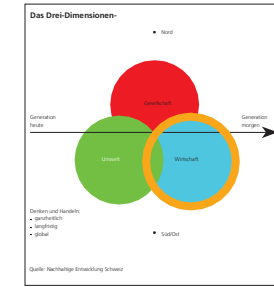 Das Drei-Dimensionen-
Nord
Gesellschaft
Generation
heute
Generation
morgen
Umwelt
Wirtschaft
Denken und Handeln:
• ganzheitlich
• langfristig
• global
Süd/Ost
Quelle: Nachhaltige Entwicklung Schweiz